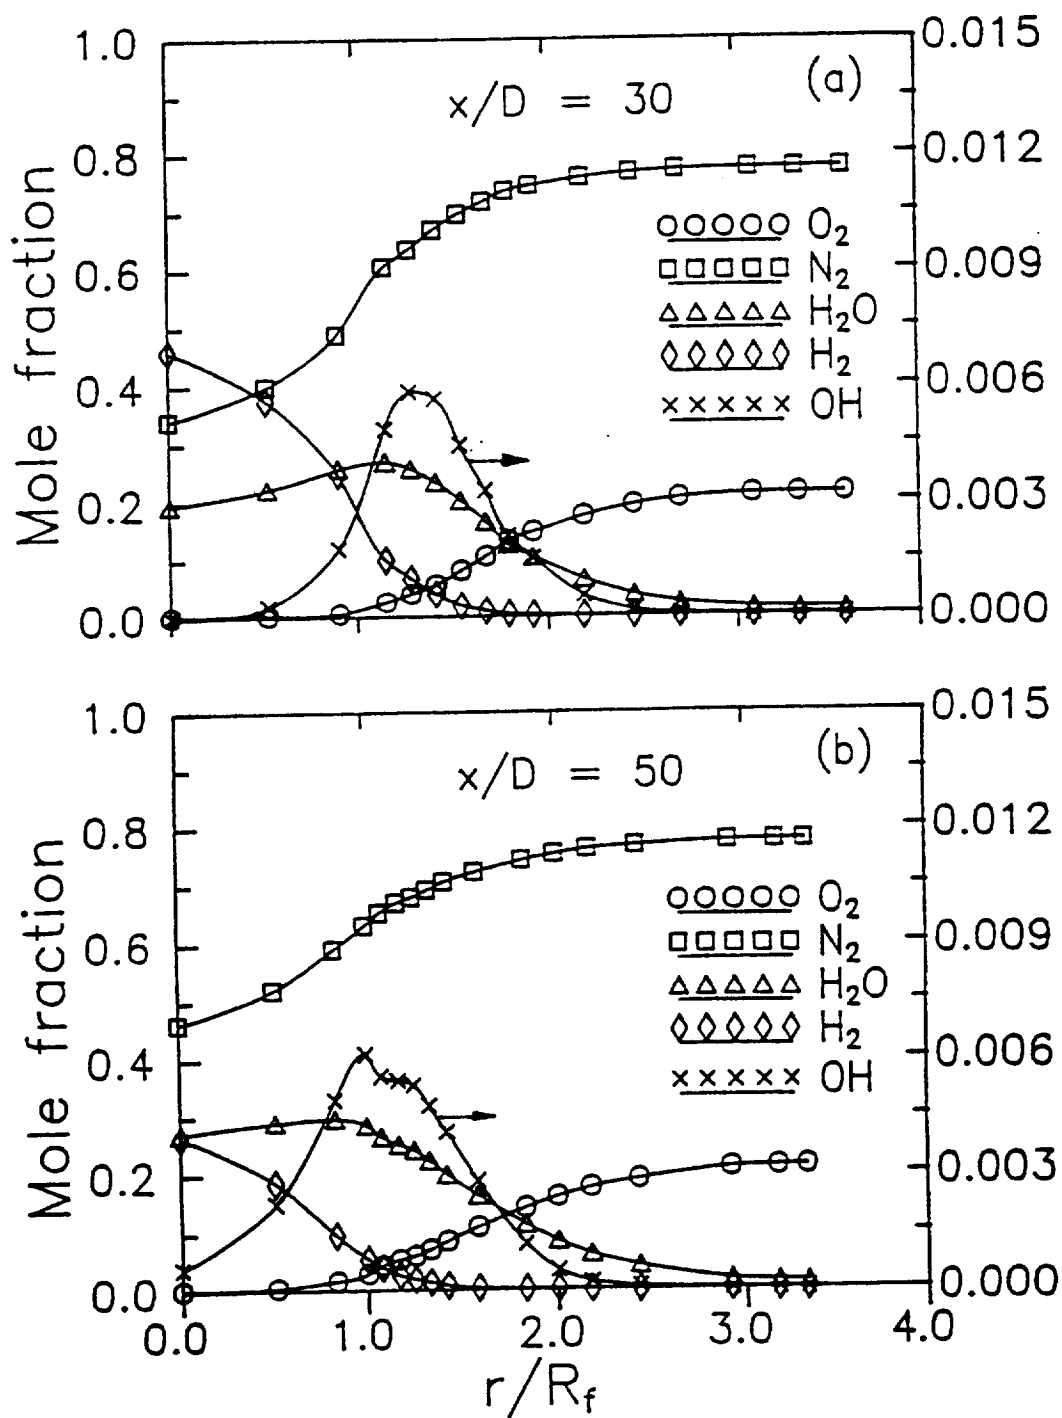 1.0
0.8
0.6
0.4
0.2
0.0
Mole fraction
x/D = 30
(a)
O₂
N₂
H₂O
H₂
OH
0.015
0.012
0.009
0.006
0.003
0.000
1.0
0.8
0.6
0.4
0.2
0.0
Mole fraction
x/D = 50
(b)
O₂
N₂
H₂O
H₂
OH
0.015
0.012
0.009
0.006
0.003
0.000
0.0 1.0 2.0 3.0 4.0
r/R_f